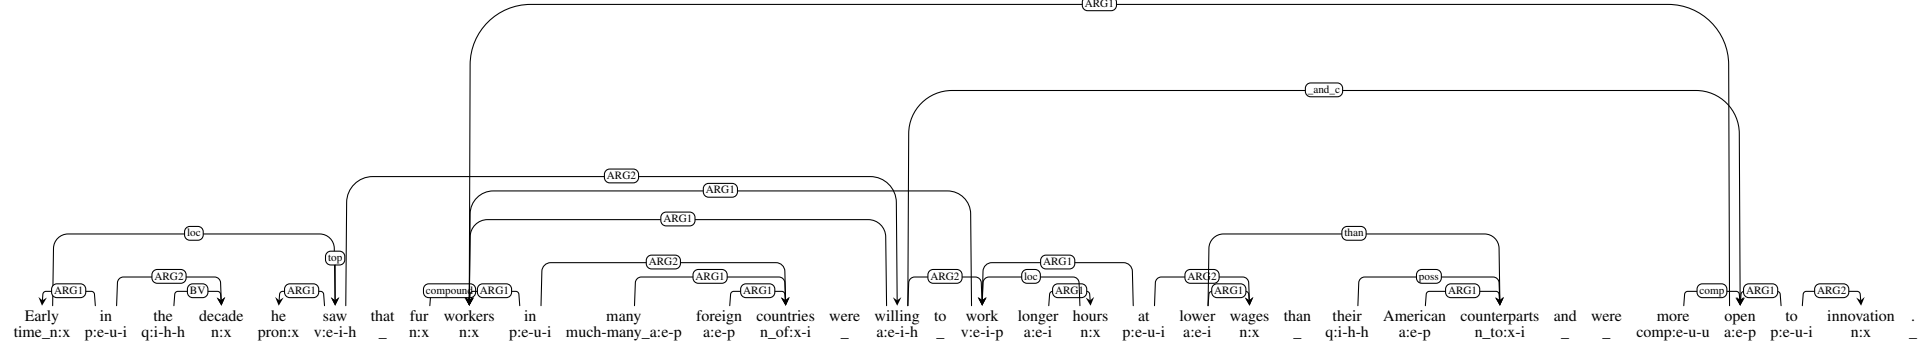 ARG1
_and_c
ARG2
ARG1
ARG1
loc
than
top
ARG2 ARG1 ARG1
ARG2 ARG1 ARG2 loc ARG2 poss
ARG1 BV ARG1 compound ARG1 ARG1 ARG1 ARG1 ARG1 comp ARG1 ARG2
Early in the decade he saw that fur workers in many foreign countries were willing to work longer hours at lower wages than their American counterparts and were more open to innovation .
time_n:x p:e-u-i q:i-h-h n:x pron:x v:e-i-h _ n:x n:x p:e-u-i much-many_a:e-p a:e-p n_of:x-i _ a:e-i-h _ v:e-i-p a:e-i n:x p:e-u-i a:e-i n:x _ q:i-h-h a:e-p n_to:x-i _ _ comp:e-u-u a:e-p p:e-u-i n:x _